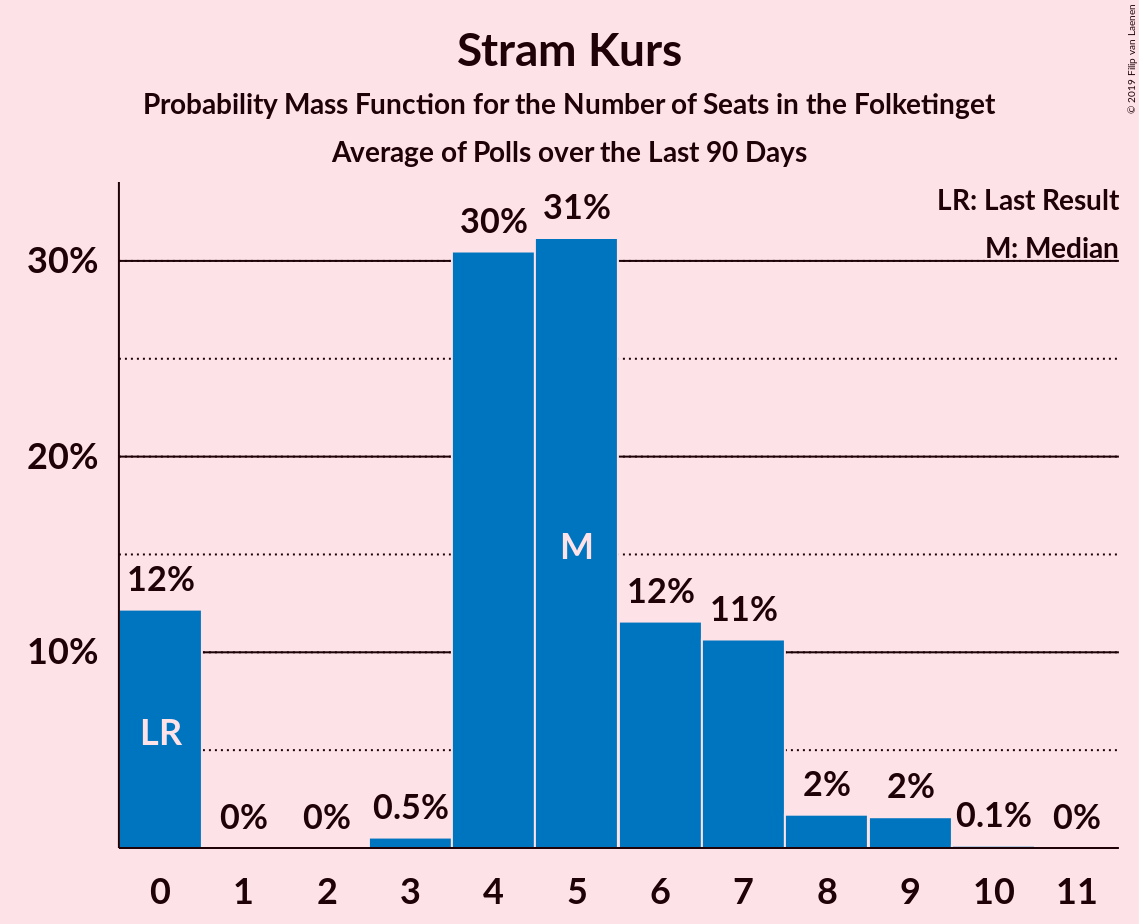 Stram Kurs
Probability Mass Function for the Number of Seats in the Folketinget
Average of Polls over the Last 90 Days
© 2019 Filip van Laenen
LR: Last Result
M: Median
30%
20%
10%
12%
0%
0%
0.5%
30%
31%
12%
11%
2%
2%
0.1%
0%
LR
M
0 1 2 3 4 5 6 7 8 9 10 11